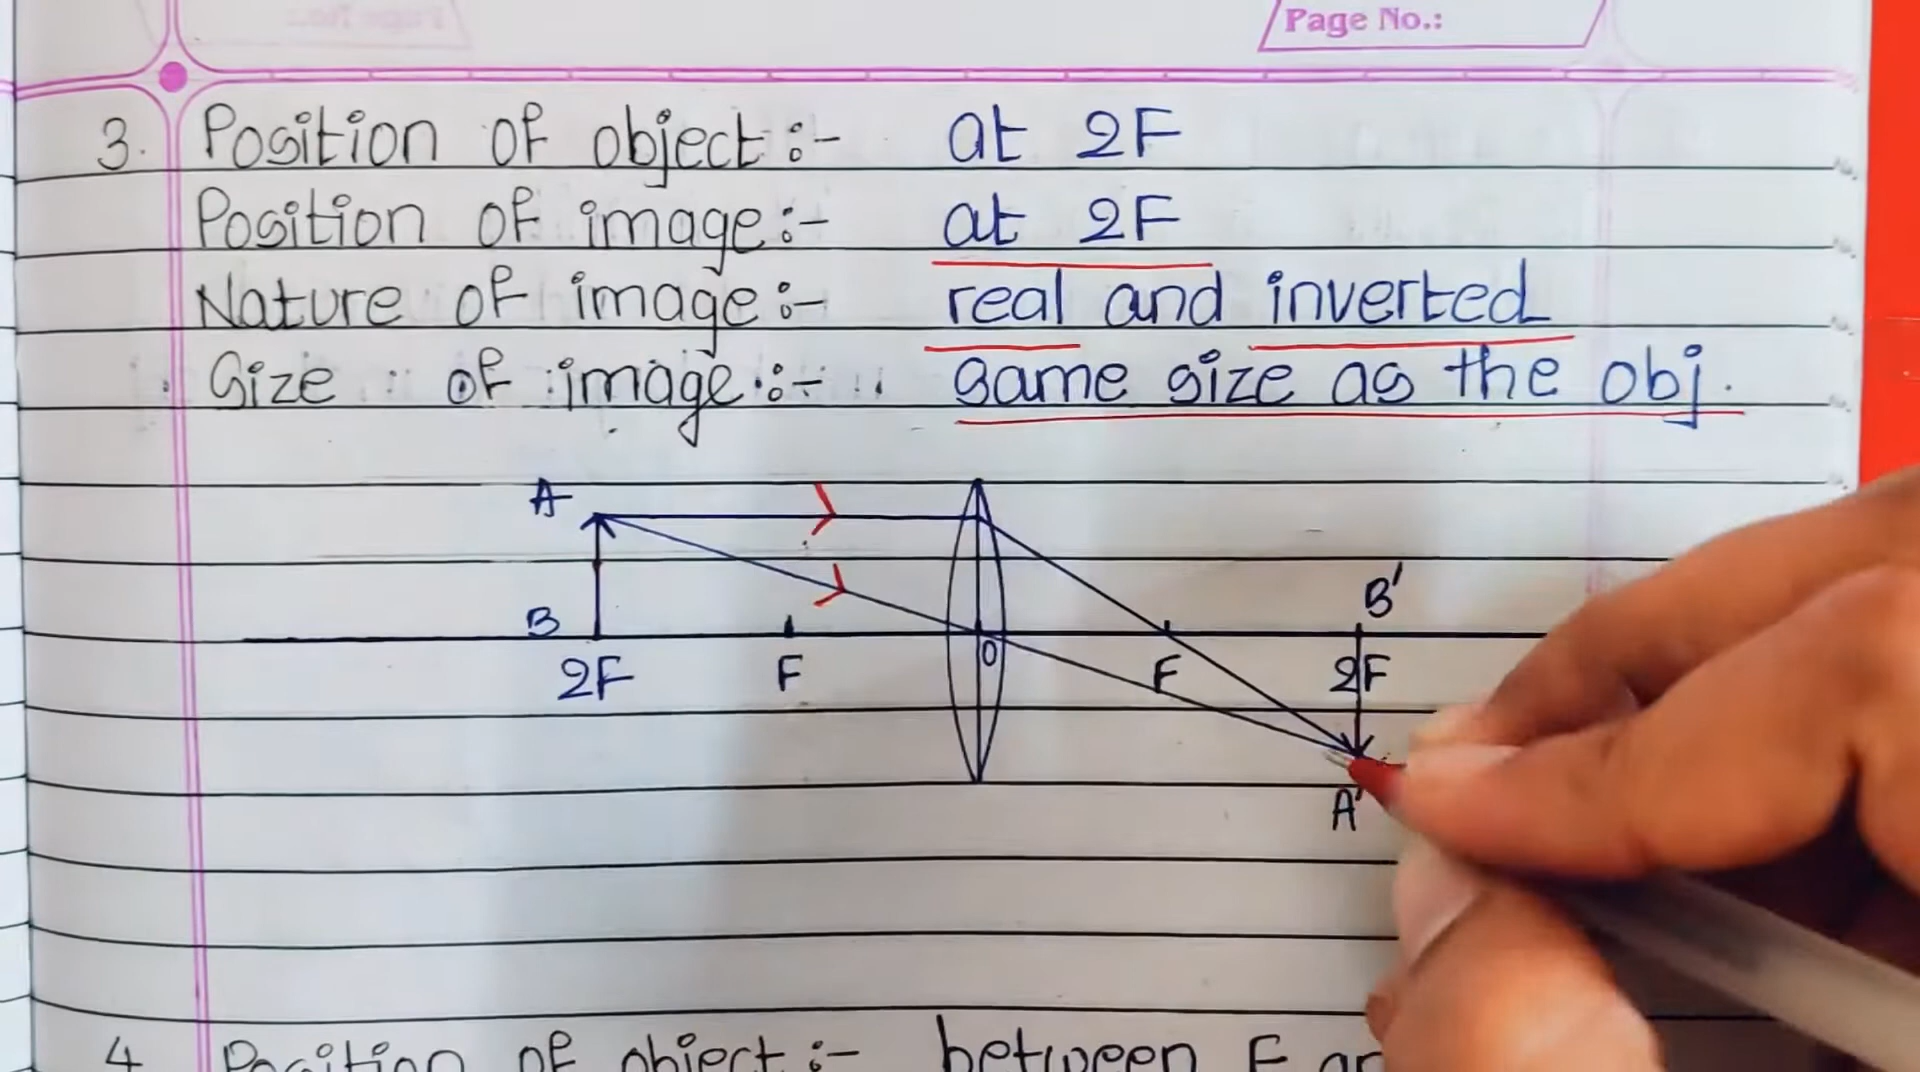 Page No.:
3. Position of object:- at 2F
Position of image:- at 2F
Nature of image:- real and inverted
Size of image:- same size as the obj.
A
B'
B
O
2F F F 2F
A'
4 Position of object:- between F